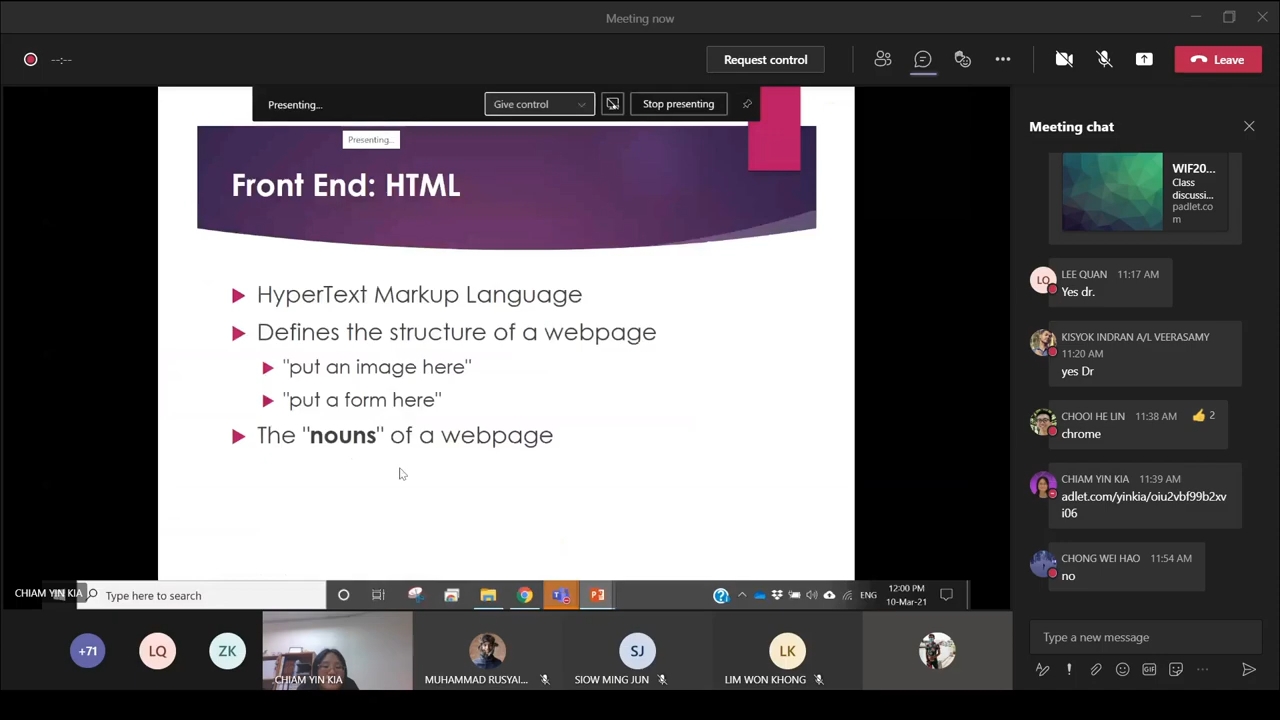 Meeting now
--:--
Request control
Leave
Presenting...
Give control
Stop presenting
Presenting...
Front End: HTML
HyperText Markup Language
Defines the structure of a webpage
"put an image here"
"put a form here"
The "nouns" of a webpage
CHIAM YIN KIA
Type here to search
ENG
12:00 PM
10-Mar-21
+71
LQ
ZK
CHIAM YIN KIA
MUHAMMAD RUSYAI...
SJ
SIOW MING JUN
LK
LIM WON KHONG
Meeting chat
WIF20...
Class
discussi...
padlet.co
m
LQ
LEE QUAN 11:17 AM
Yes dr.
KISYOK INDRAN A/L VEERASAMY
11:20 AM
yes Dr
CHOOI HE LIN 11:38 AM 2
chrome
CHIAM YIN KIA 11:39 AM
adlet.com/yinkia/oiu2vbf99b2xv
i06
CHONG WEI HAO 11:54 AM
no
Type a new message
GIF